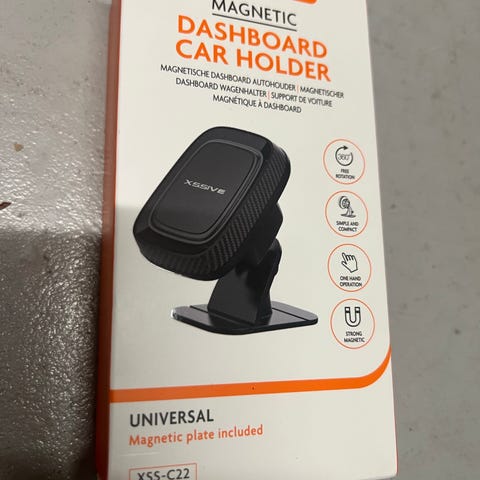 MAGNETIC
DASHBOARD
CAR HOLDER
MAGNETISCHE DASHBOARD AUTOHOUDER | MAGNETISCHER
DASHBOARD WAGENHALTER | SUPPORT DE VOITURE
MAGNÉTIQUE À DASHBOARD
XSSIVE
360°
FREE
ROTATION
SIMPLE AND
COMPACT
ONE HAND
OPERATION
STRONG
MAGNETIC
UNIVERSAL
Magnetic plate included
XSS-C22